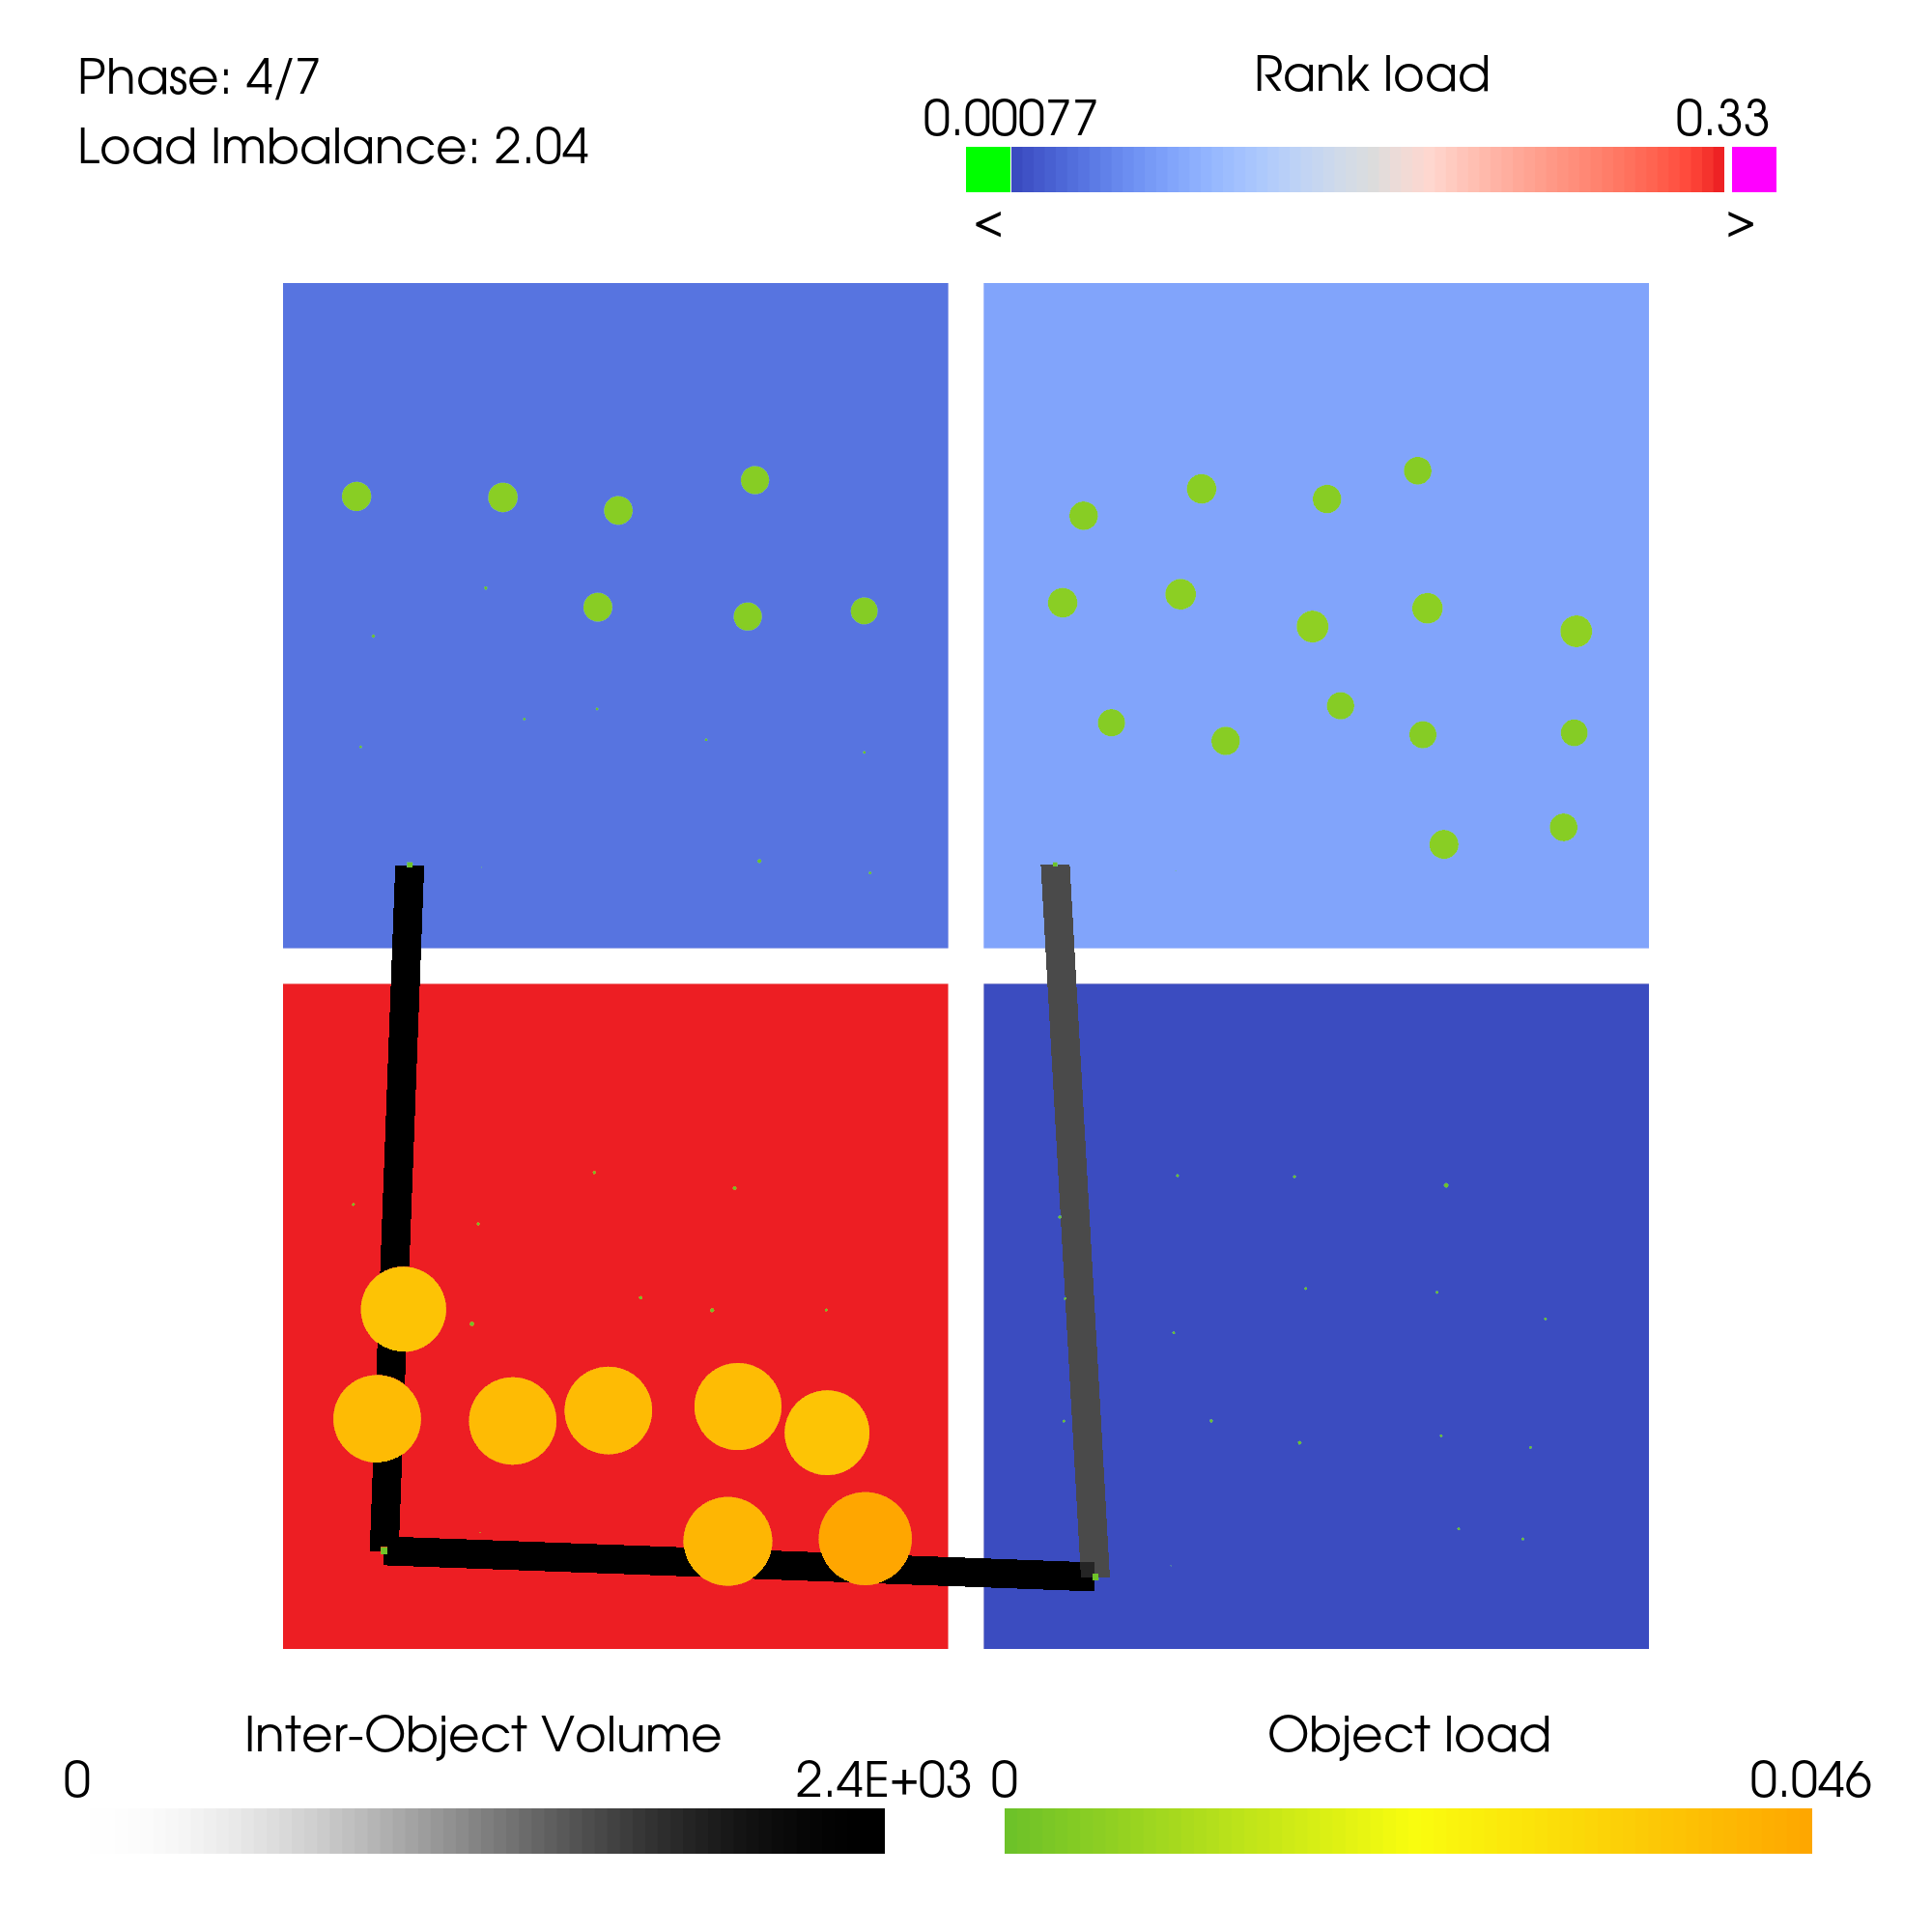 Phase: 4/7
Load Imbalance: 2.04
Rank load
0.00077 0.33
< >
Inter-Object Volume
0 2.4E+03
Object load
0 0.046